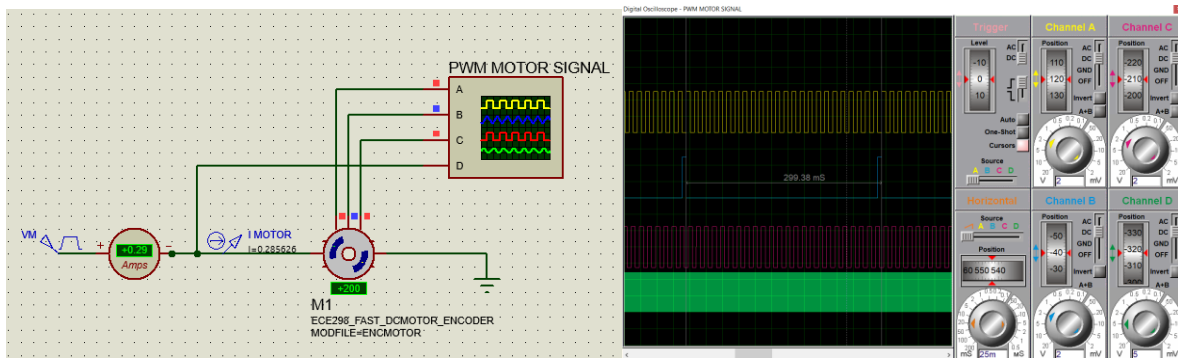 PWM MOTOR SIGNAL
A
B
C
D
VM
+
+0.29
Amps
-
I MOTOR
I=0.285626
+200
M1
ECE298_FAST_DCMOTOR_ENCODER
MODFILE=ENCMOTOR
Digital Oscilloscope - PWM MOTOR SIGNAL
299.38 mS
Trigger
Level
AC
DC
-10
0
10
Auto
One-Shot
Cursors
Source
A B C D
Channel A
Position
AC
DC
GND
OFF
110
120
130
Invert
A+B
V
2
mV
Channel C
Position
AC
DC
GND
OFF
-220
-210
-200
Invert
A+B
V
2
mV
Horizontal
Source
A B C D
Position
60 550 540
mS
25m
µS
Channel B
Position
AC
DC
GND
OFF
-50
-40
-30
Invert
A+B
V
2
mV
Channel D
Position
AC
DC
GND
OFF
-330
-320
-310
-300
Invert
A+B
V
5
mV